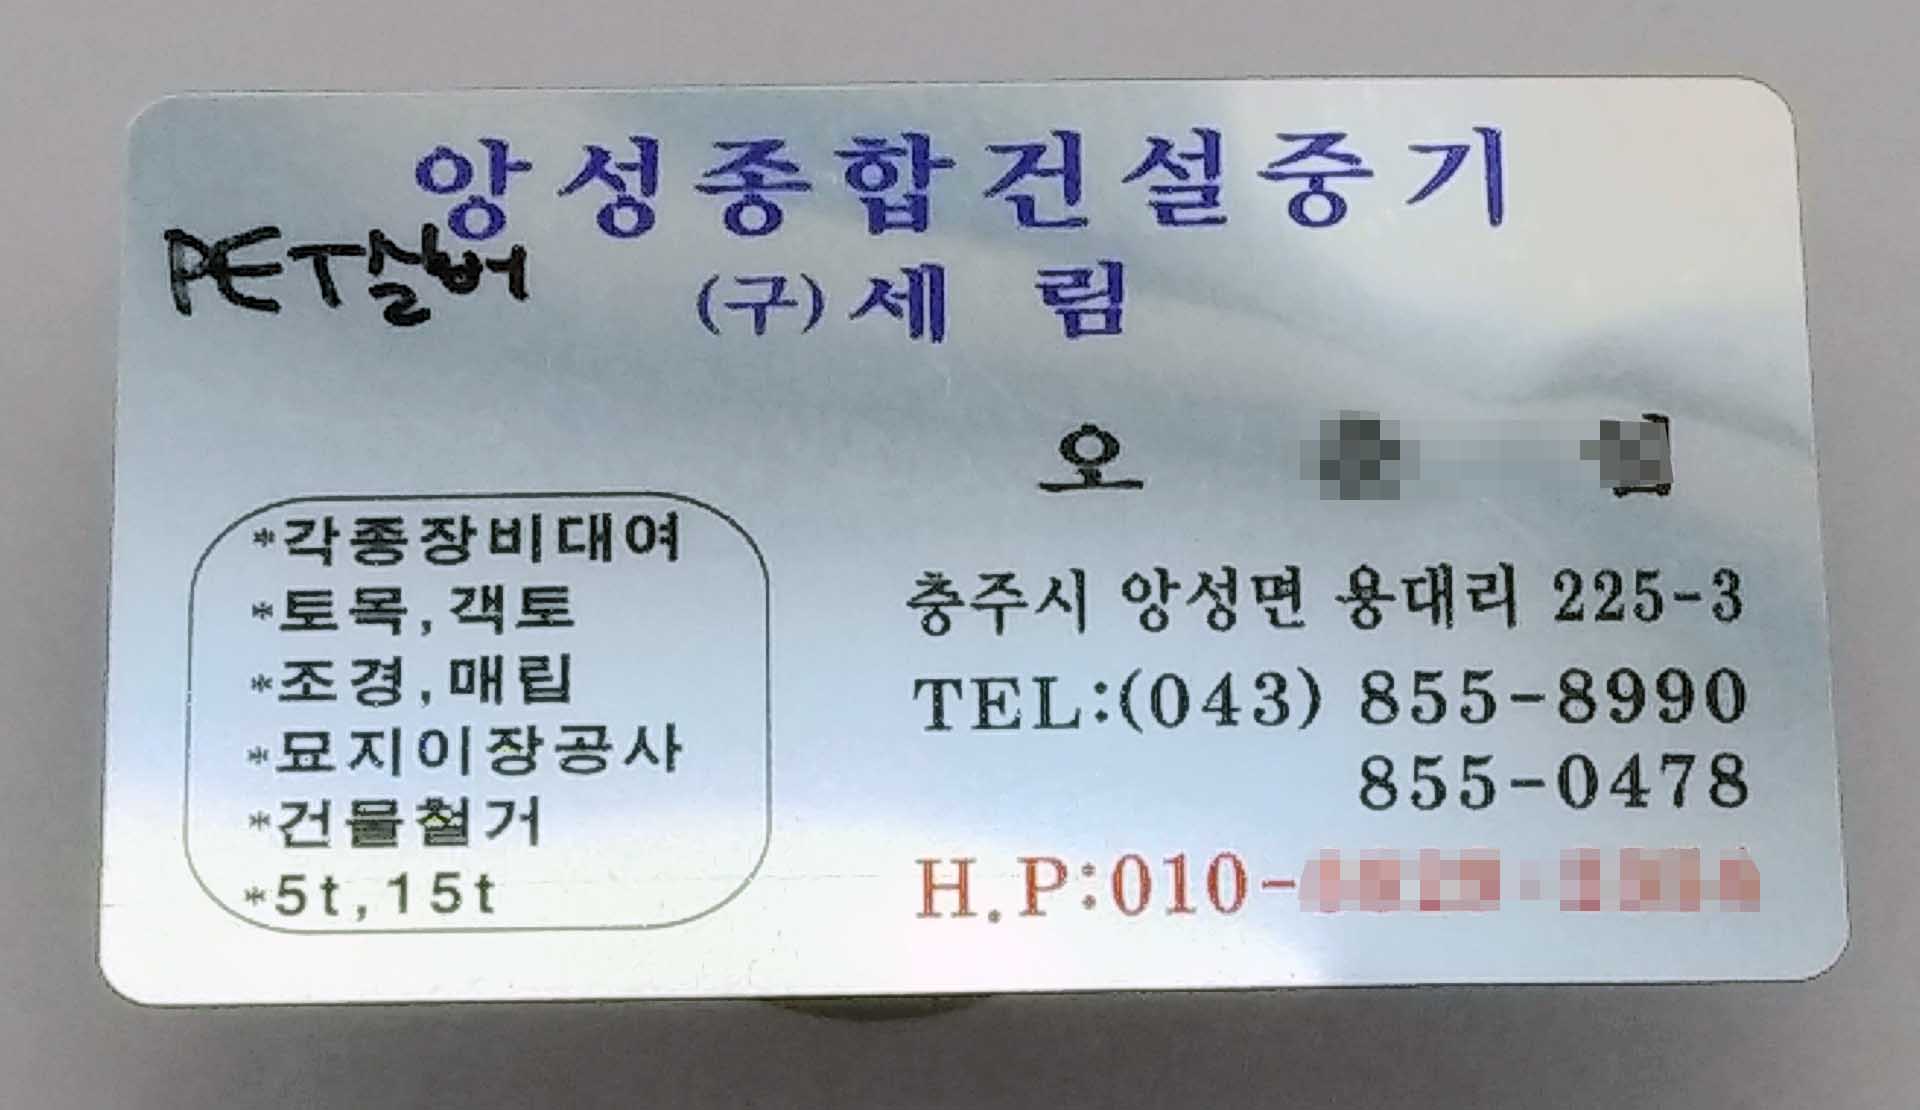 앙성종합건설중기
PET실버
(구)세 림
오
*각종장비대여
*토목,객토
*조경,매립
*묘지이장공사
*건물철거
*5t,15t
충주시 앙성면 용대리 225-3
TEL:(043) 855-8990
855-0478
H.P:010-